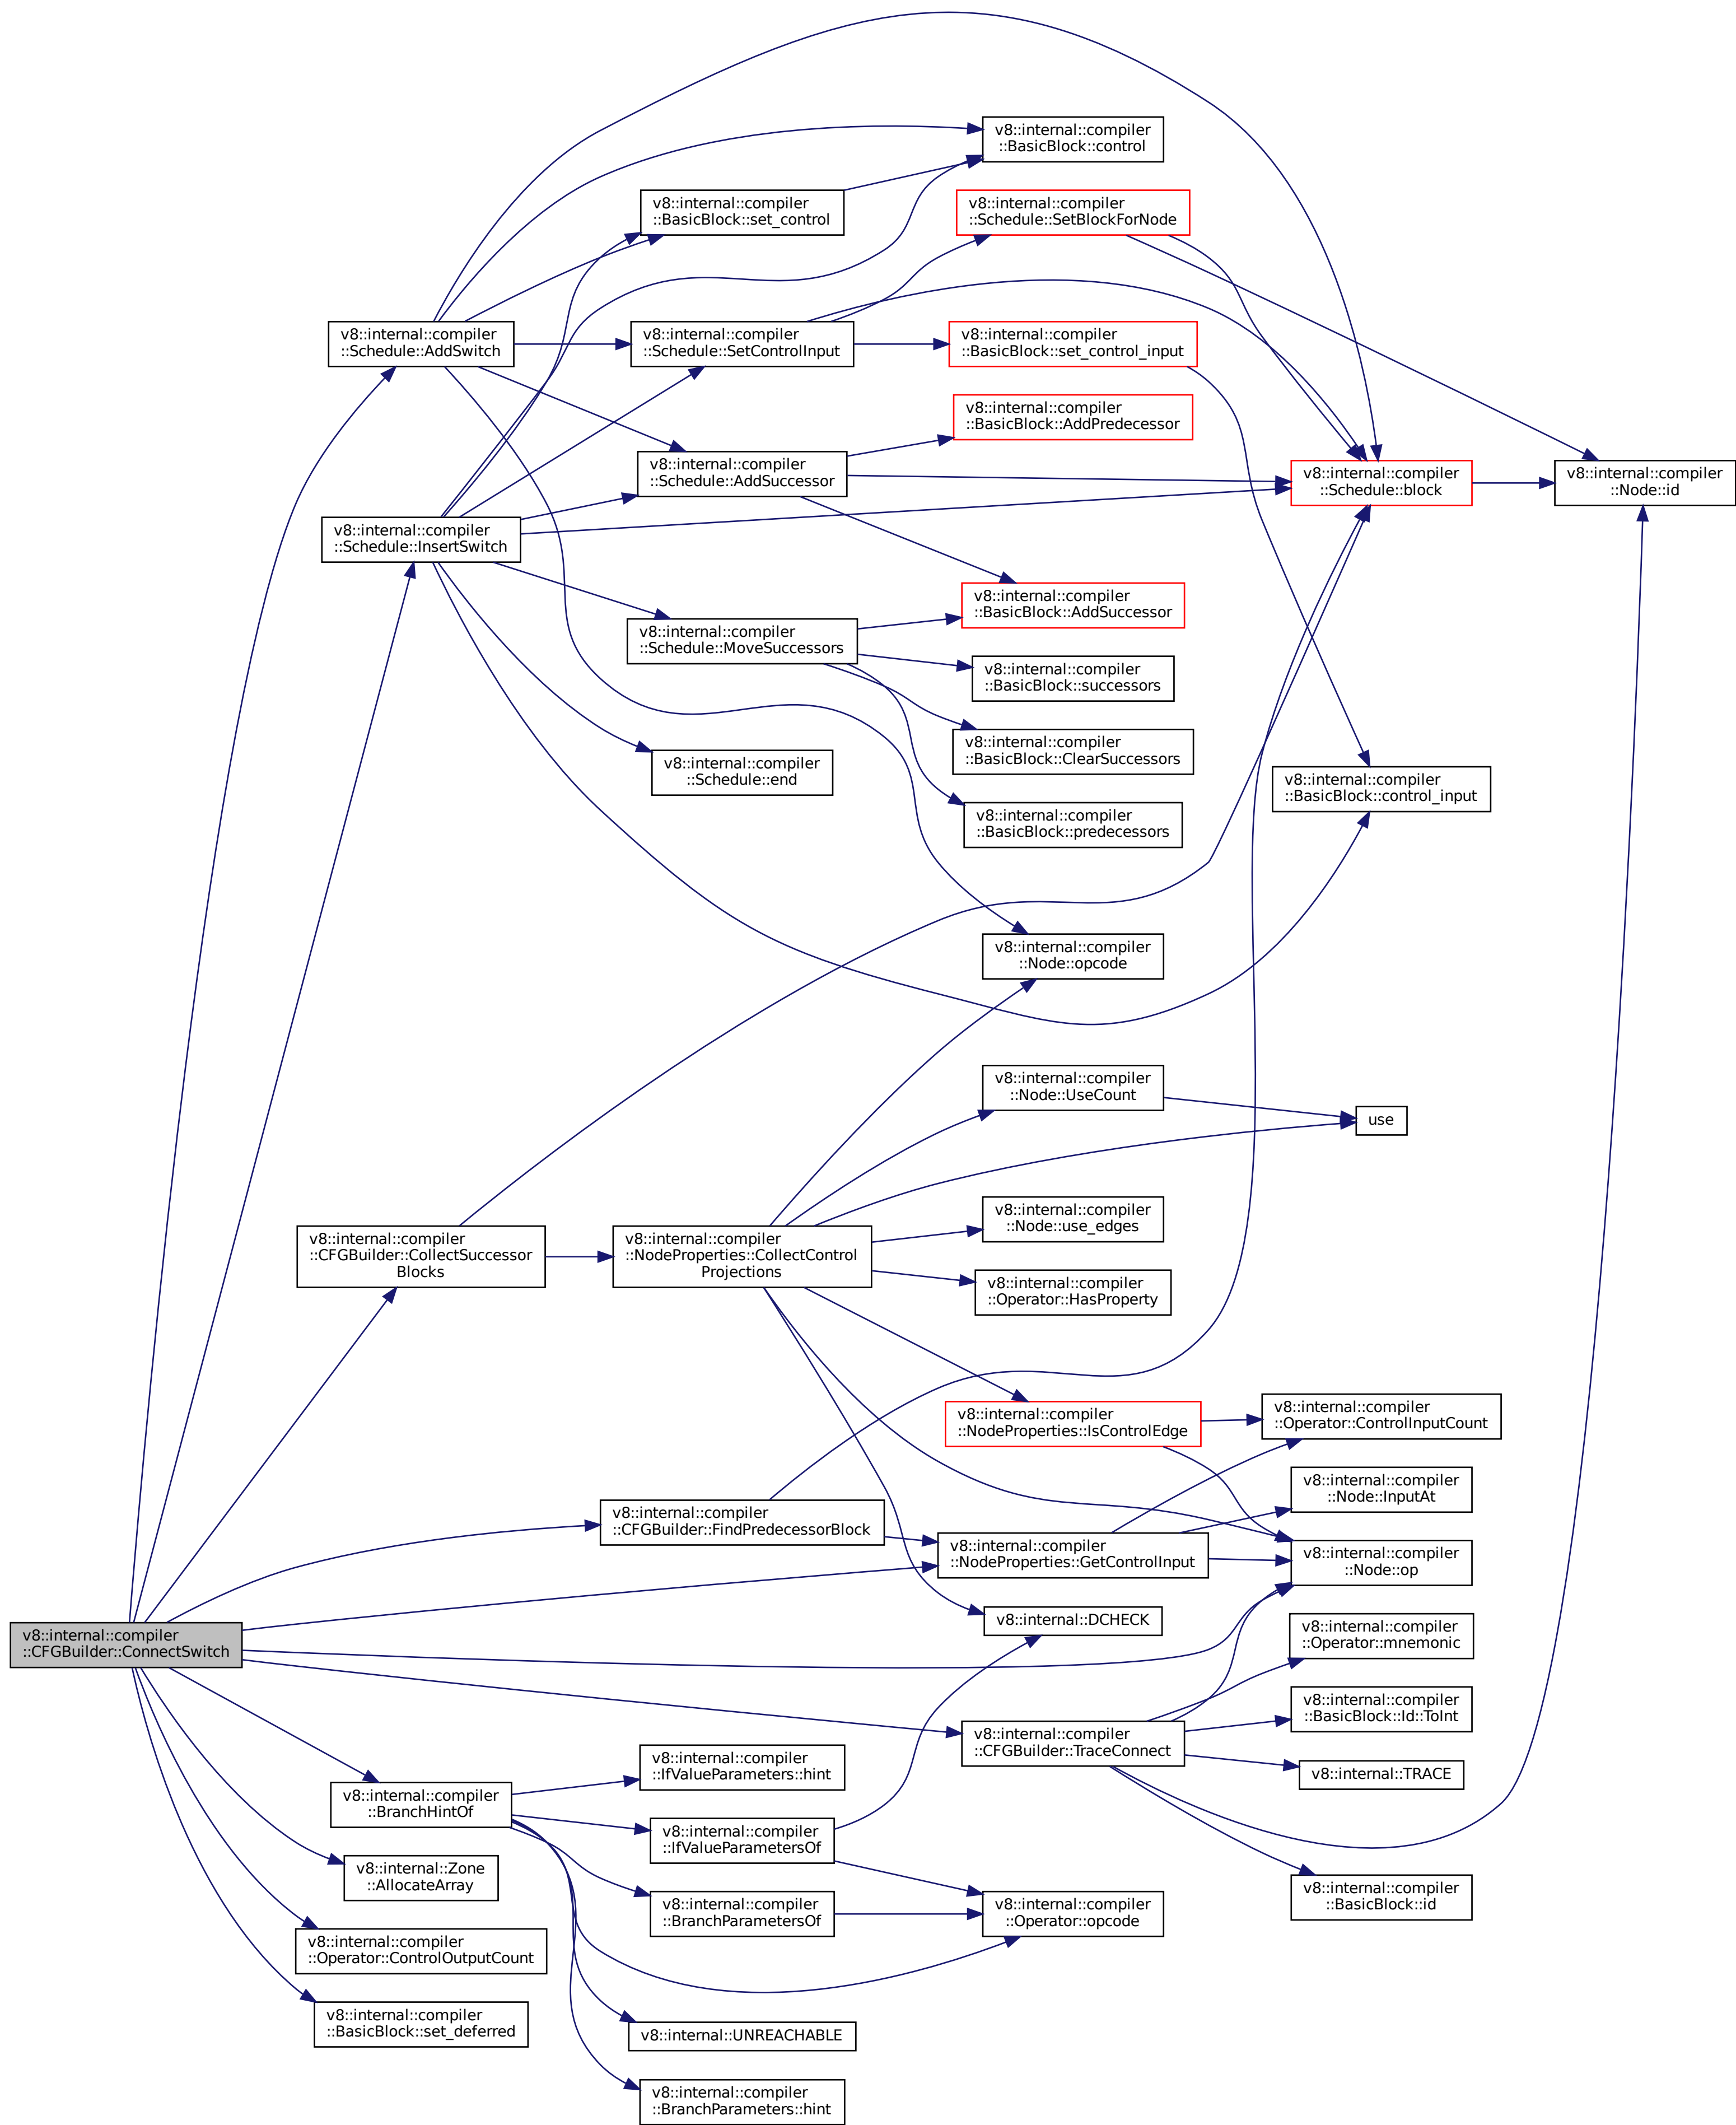 v8::internal::compiler
::BasicBlock::control
v8::internal::compiler
::BasicBlock::set_control
v8::internal::compiler
::Schedule::SetBlockForNode
v8::internal::compiler
::Schedule::AddSwitch
v8::internal::compiler
::Schedule::SetControlInput
v8::internal::compiler
::BasicBlock::set_control_input
v8::internal::compiler
::BasicBlock::AddPredecessor
v8::internal::compiler
::Schedule::AddSuccessor
v8::internal::compiler
::Schedule::block
v8::internal::compiler
::Node::id
v8::internal::compiler
::Schedule::InsertSwitch
v8::internal::compiler
::BasicBlock::AddSuccessor
v8::internal::compiler
::Schedule::MoveSuccessors
v8::internal::compiler
::BasicBlock::successors
v8::internal::compiler
::BasicBlock::ClearSuccessors
v8::internal::compiler
::Schedule::end
v8::internal::compiler
::BasicBlock::control_input
v8::internal::compiler
::BasicBlock::predecessors
v8::internal::compiler
::Node::opcode
v8::internal::compiler
::Node::UseCount
use
v8::internal::compiler
::Node::use_edges
v8::internal::compiler
::CFGBuilder::CollectSuccessor
Blocks
v8::internal::compiler
::NodeProperties::CollectControl
Projections
v8::internal::compiler
::Operator::HasProperty
v8::internal::compiler
::NodeProperties::IsControlEdge
v8::internal::compiler
::Operator::ControlInputCount
v8::internal::compiler
::Node::InputAt
v8::internal::compiler
::CFGBuilder::FindPredecessorBlock
v8::internal::compiler
::NodeProperties::GetControlInput
v8::internal::compiler
::Node::op
v8::internal::DCHECK
v8::internal::compiler
::CFGBuilder::ConnectSwitch
v8::internal::compiler
::Operator::mnemonic
v8::internal::compiler
::BasicBlock::Id::ToInt
v8::internal::compiler
::CFGBuilder::TraceConnect
v8::internal::TRACE
v8::internal::compiler
::IfValueParameters::hint
v8::internal::compiler
::BranchHintOf
v8::internal::compiler
::IfValueParametersOf
v8::internal::Zone
::AllocateArray
v8::internal::compiler
::BasicBlock::id
v8::internal::compiler
::BranchParametersOf
v8::internal::compiler
::Operator::opcode
v8::internal::compiler
::Operator::ControlOutputCount
v8::internal::compiler
::BasicBlock::set_deferred
v8::internal::UNREACHABLE
v8::internal::compiler
::BranchParameters::hint